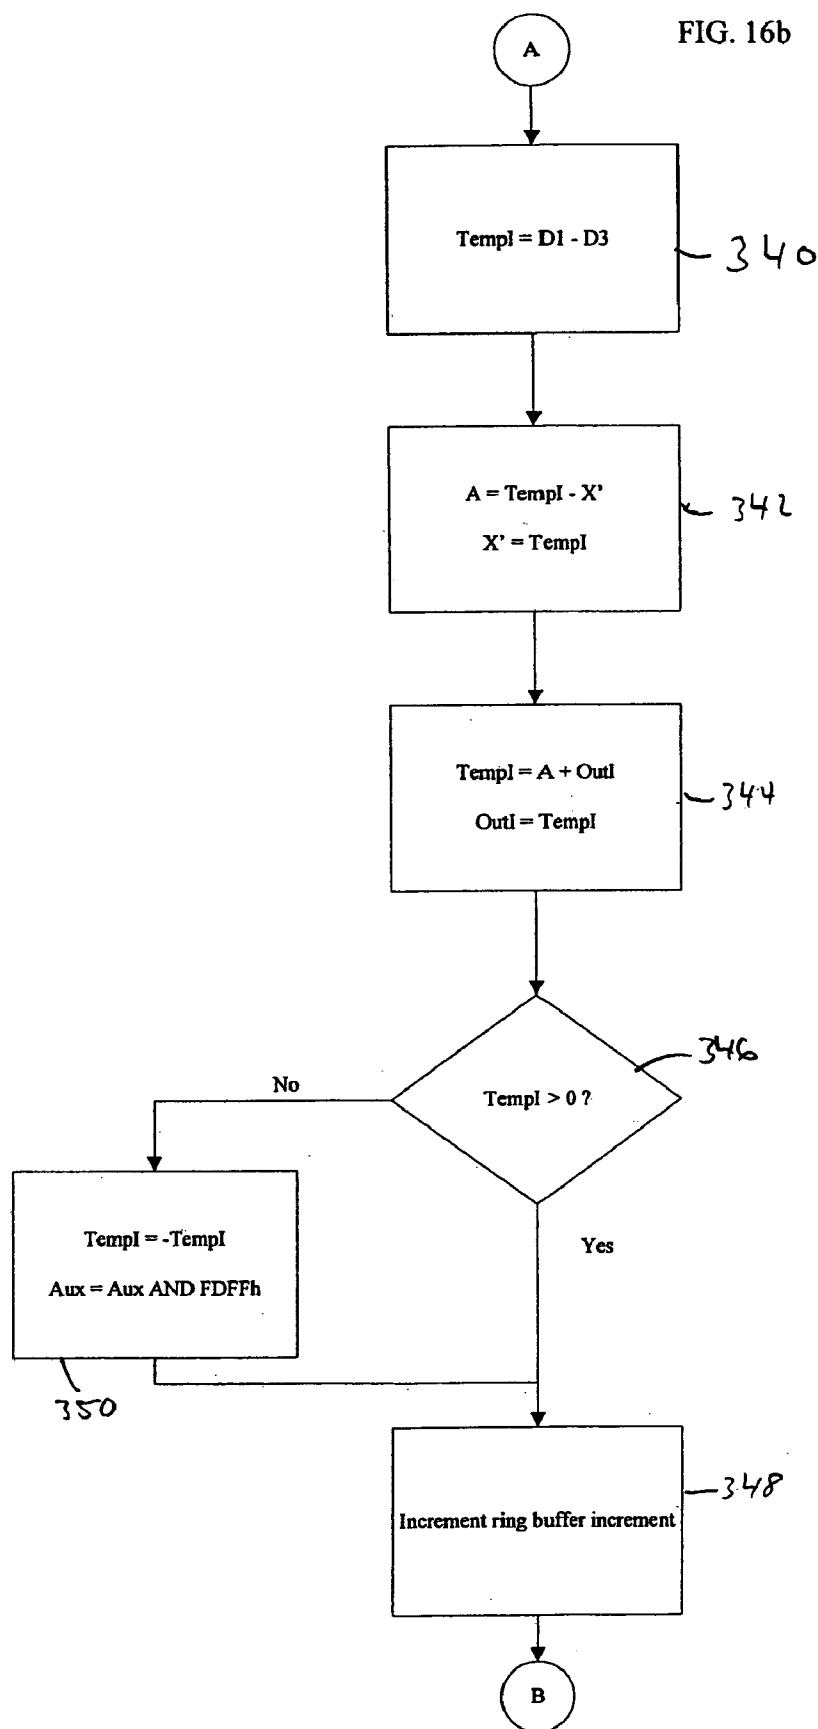 FIG. 16b
A
TempI = D1 - D3
340
A = TempI - X'
X' = TempI
342
TempI = A + OutI
OutI = TempI
344
346
No
TempI > 0 ?
TempI = -TempI
Aux = Aux AND FDFFh
Yes
350
348
Increment ring buffer increment
B